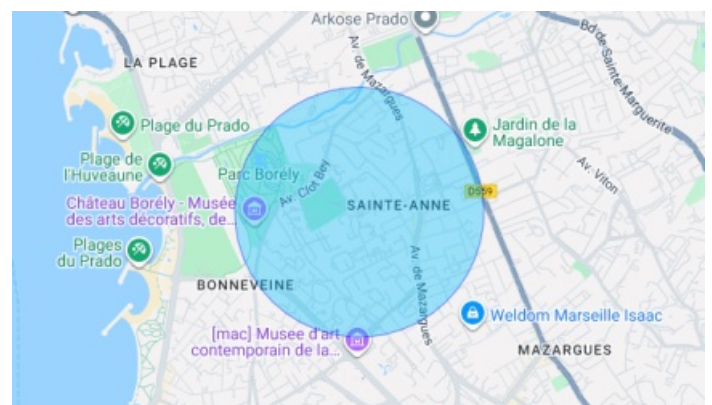 Arkose Prado
Bd de Sainte-Marguerite
LA PLAGE
Av. de Mazargues
Plage du Prado
Jardin de la
Magalone
Plage de
l'Huveaune
Parc Borély
Av. Clot Bey
Av. Viton
D559
Château Borély - Musée
des arts décoratifs, de...
SAINTE-ANNE
Plages
du Prado
BONNEVEINE
Av. de Mazargues
Weldom Marseille Isaac
[mac] Musee d'art
contemporain de la...
MAZARGUES